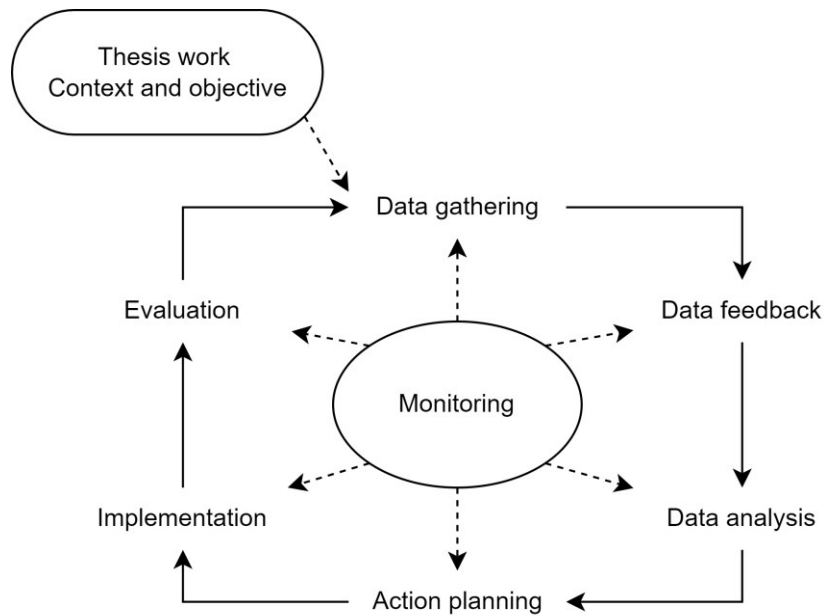 Thesis work
Context and objective
Data gathering
Evaluation
Data feedback
Monitoring
Implementation
Data analysis
Action planning